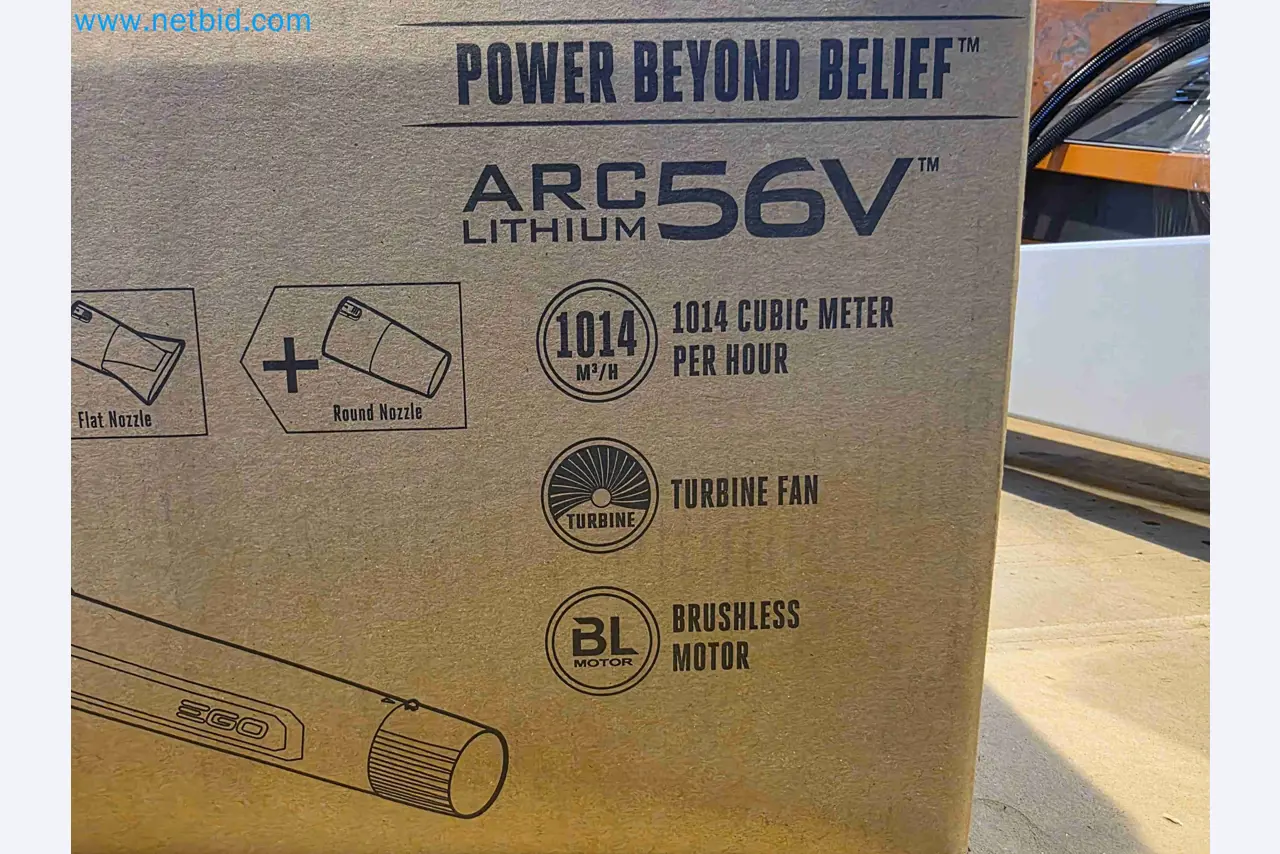 www.netbid.com
POWER BEYOND BELIEF™
ARC
LITHIUM
56V™
Flat Nozzle
+
Round Nozzle
1014
M³/H
1014 CUBIC METER
PER HOUR
TURBINE
TURBINE FAN
BL
MOTOR
BRUSHLESS
MOTOR
EGO